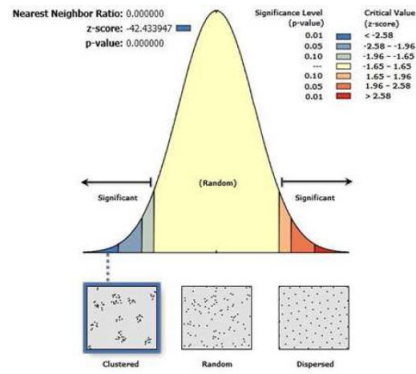 Nearest Neighbor Ratio: 0.000000
z-score: -42.433947
p-value: 0.000000
Significance Level
(p-value)
Critical Value
(z-score)
0.01 < -2.58
0.05 -2.58 - -1.96
0.10 -1.96 - -1.65
--- -1.65 - 1.65
0.10 1.65 - 1.96
0.05 1.96 - 2.58
0.01 > 2.58
Significant
(Random)
Significant
Clustered
Random
Dispersed